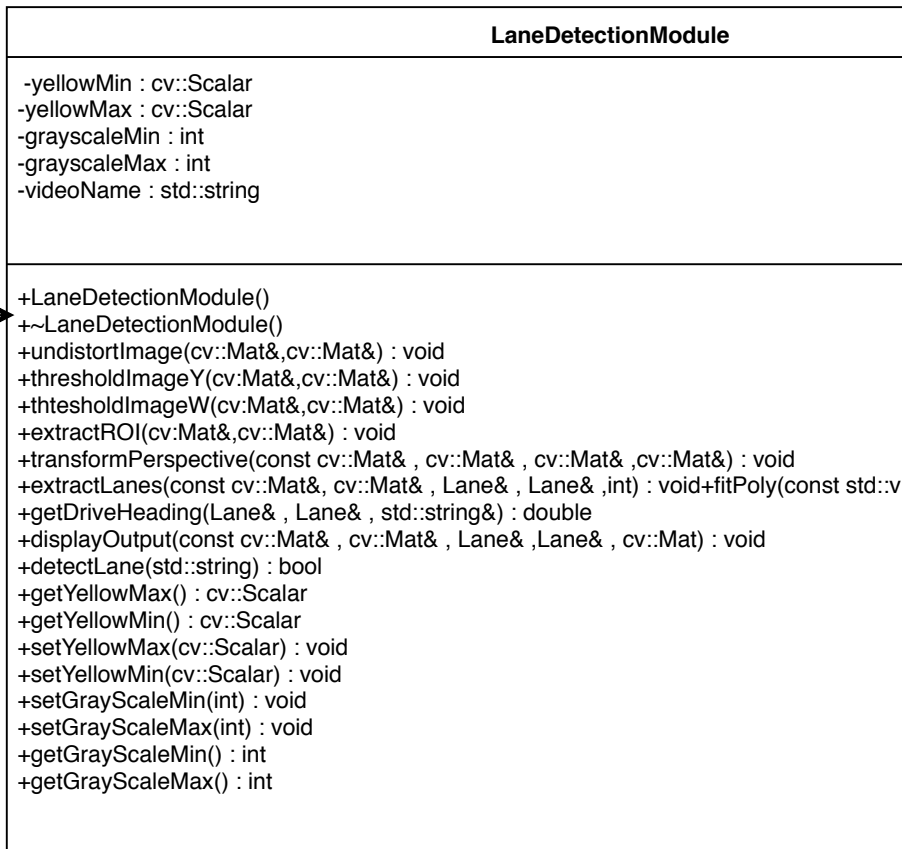 LaneDetectionModule
-yellowMin : cv::Scalar
-yellowMax : cv::Scalar
-grayscaleMin : int
-grayscaleMax : int
-videoName : std::string
+LaneDetectionModule()
+~LaneDetectionModule()
+undistortImage(cv::Mat&,cv::Mat&) : void
+thresholdImageY(cv:Mat&,cv::Mat&) : void
+thtesholdImageW(cv:Mat&,cv::Mat&) : void
+extractROI(cv:Mat&,cv::Mat&) : void
+transformPerspective(const cv::Mat& , cv::Mat& , cv::Mat& ,cv::Mat&) : void
+extractLanes(const cv::Mat&, cv::Mat& , Lane& , Lane& ,int) : void+fitPoly(const std::v
+getDriveHeading(Lane& , Lane& , std::string&) : double
+displayOutput(const cv::Mat& , cv::Mat& , Lane& ,Lane& , cv::Mat) : void
+detectLane(std::string) : bool
+getYellowMax() : cv::Scalar
+getYellowMin() : cv::Scalar
+setYellowMax(cv::Scalar) : void
+setYellowMin(cv::Scalar) : void
+setGrayScaleMin(int) : void
+setGrayScaleMax(int) : void
+getGrayScaleMin() : int
+getGrayScaleMax() : int